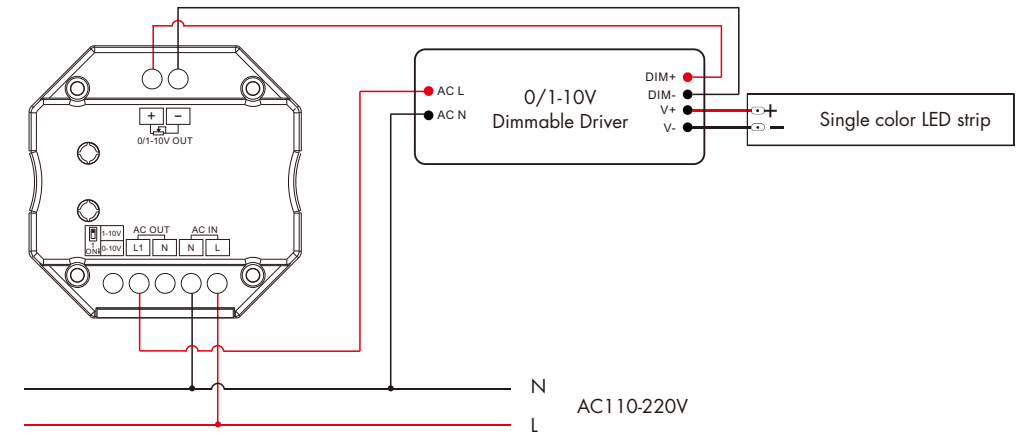 + −
0/1-10V OUT
1-10V
0-10V
1
ON
AC OUT
AC IN
L1 N N L
AC L
AC N
0/1-10V
Dimmable Driver
DIM+
DIM-
V+
V-
+
−
Single color LED strip
N
AC110-220V
L